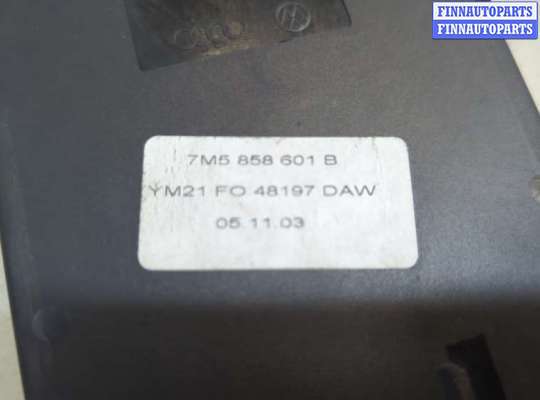 FINNAUTOPARTS
FINNAUTOPARTS
7M5 858 601 B
YM21 FO 48197 DAW
05.11.03